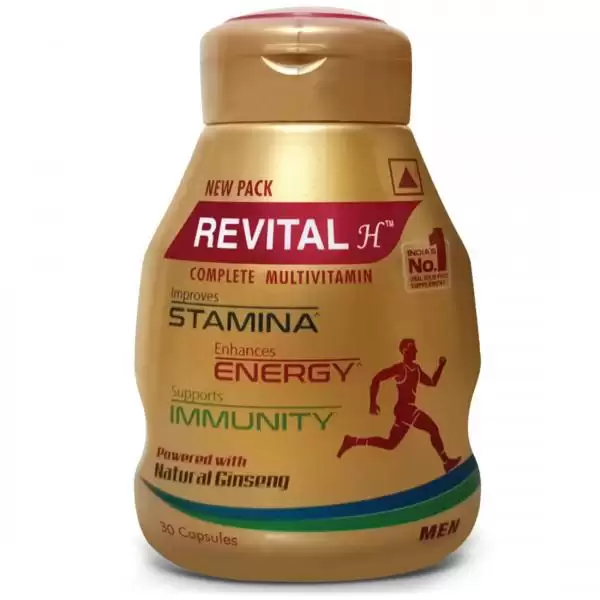 NEW PACK
REVITAL H™
COMPLETE MULTIVITAMIN
INDIA'S
No.1
SUPPLEMENT
Improves
STAMINA^
Enhances
ENERGY^
Supports
IMMUNITY
Powered with
Natural Ginseng
30 Capsules
MEN